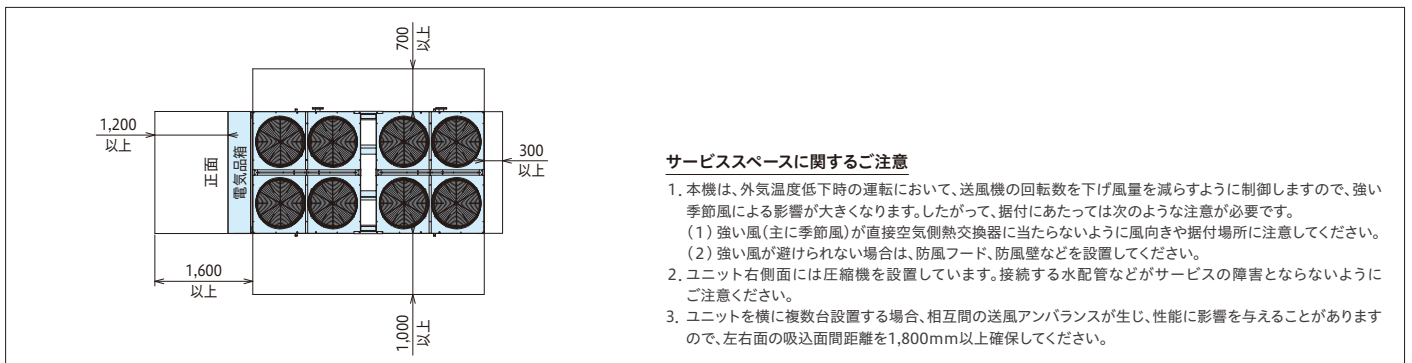 700
以上
1,200
以上
正面
電気品箱
300
以上
1,600
以上
1,000
以上
サービススペースに関するご注意
1. 本機は、外気温度低下時の運転において、送風機の回転数を下げ風量を減らすように制御しますので、強い
季節風による影響が大きくなります。したがって、据付にあたっては次のような注意が必要です。
(1)強い風(主に季節風)が直接空気側熱交換器に当たらないように風向きや据付場所に注意してください。
(2)強い風が避けられない場合は、防風フード、防風壁などを設置してください。
2. ユニット右側面には圧縮機を設置しています。接続する水配管などがサービスの障害とならないように
ご注意ください。
3. ユニットを横に複数台設置する場合、相互間の送風アンバランスが生じ、性能に影響を与えることがあります
ので、左右面の吸込面間距離を1,800mm以上確保してください。